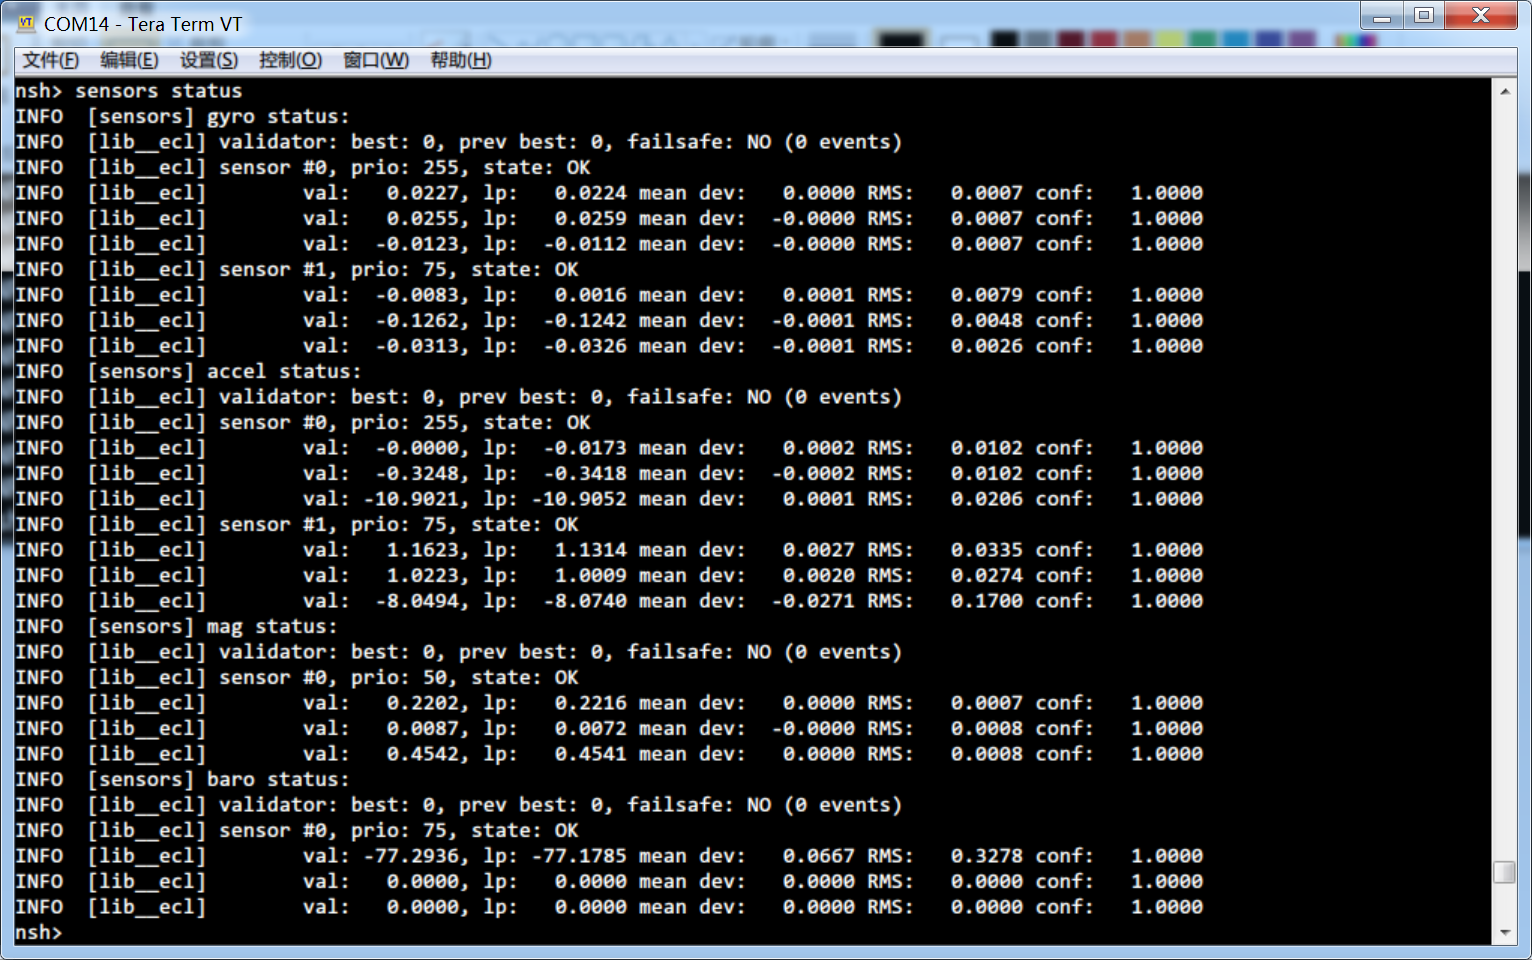 COM14 - Tera Term VT
文件(F) 编辑(E) 设置(S) 控制(O) 窗口(W) 帮助(H)
nsh> sensors status
INFO  [sensors] gyro status:
INFO  [lib__ecl] validator: best: 0, prev best: 0, failsafe: NO (0 events)
INFO  [lib__ecl] sensor #0, prio: 255, state: OK
INFO  [lib__ecl]        val:   0.0227, lp:   0.0224 mean dev:   0.0000 RMS:   0.0007 conf:   1.0000
INFO  [lib__ecl]        val:   0.0255, lp:   0.0259 mean dev:  -0.0000 RMS:   0.0007 conf:   1.0000
INFO  [lib__ecl]        val:  -0.0123, lp:  -0.0112 mean dev:  -0.0000 RMS:   0.0007 conf:   1.0000
INFO  [lib__ecl] sensor #1, prio: 75, state: OK
INFO  [lib__ecl]        val:  -0.0083, lp:   0.0016 mean dev:   0.0001 RMS:   0.0079 conf:   1.0000
INFO  [lib__ecl]        val:  -0.1262, lp:  -0.1242 mean dev:  -0.0001 RMS:   0.0048 conf:   1.0000
INFO  [lib__ecl]        val:  -0.0313, lp:  -0.0326 mean dev:  -0.0001 RMS:   0.0026 conf:   1.0000
INFO  [sensors] accel status:
INFO  [lib__ecl] validator: best: 0, prev best: 0, failsafe: NO (0 events)
INFO  [lib__ecl] sensor #0, prio: 255, state: OK
INFO  [lib__ecl]        val:  -0.0000, lp:  -0.0173 mean dev:   0.0002 RMS:   0.0102 conf:   1.0000
INFO  [lib__ecl]        val:  -0.3248, lp:  -0.3418 mean dev:  -0.0002 RMS:   0.0102 conf:   1.0000
INFO  [lib__ecl]        val: -10.9021, lp: -10.9052 mean dev:   0.0001 RMS:   0.0206 conf:   1.0000
INFO  [lib__ecl] sensor #1, prio: 75, state: OK
INFO  [lib__ecl]        val:   1.1623, lp:   1.1314 mean dev:   0.0027 RMS:   0.0335 conf:   1.0000
INFO  [lib__ecl]        val:   1.0223, lp:   1.0009 mean dev:   0.0020 RMS:   0.0274 conf:   1.0000
INFO  [lib__ecl]        val:  -8.0494, lp:  -8.0740 mean dev:  -0.0271 RMS:   0.1700 conf:   1.0000
INFO  [sensors] mag status:
INFO  [lib__ecl] validator: best: 0, prev best: 0, failsafe: NO (0 events)
INFO  [lib__ecl] sensor #0, prio: 50, state: OK
INFO  [lib__ecl]        val:   0.2202, lp:   0.2216 mean dev:   0.0000 RMS:   0.0007 conf:   1.0000
INFO  [lib__ecl]        val:   0.0087, lp:   0.0072 mean dev:  -0.0000 RMS:   0.0008 conf:   1.0000
INFO  [lib__ecl]        val:   0.4542, lp:   0.4541 mean dev:   0.0000 RMS:   0.0008 conf:   1.0000
INFO  [sensors] baro status:
INFO  [lib__ecl] validator: best: 0, prev best: 0, failsafe: NO (0 events)
INFO  [lib__ecl] sensor #0, prio: 75, state: OK
INFO  [lib__ecl]        val: -77.2936, lp: -77.1785 mean dev:   0.0667 RMS:   0.3278 conf:   1.0000
INFO  [lib__ecl]        val:   0.0000, lp:   0.0000 mean dev:   0.0000 RMS:   0.0000 conf:   1.0000
INFO  [lib__ecl]        val:   0.0000, lp:   0.0000 mean dev:   0.0000 RMS:   0.0000 conf:   1.0000
nsh>